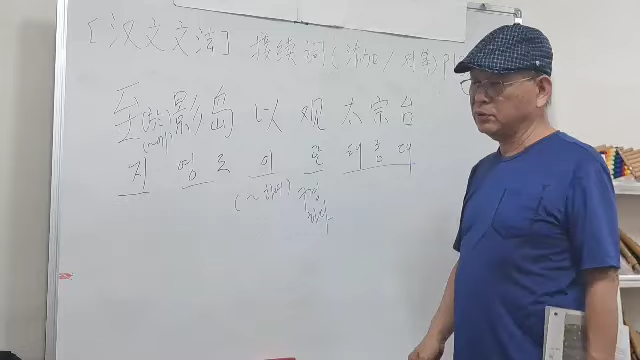 [汉文文法] 接续词(添加/对等) P
至影岛 以 观 太宗台
지 영도 이 관 태종대